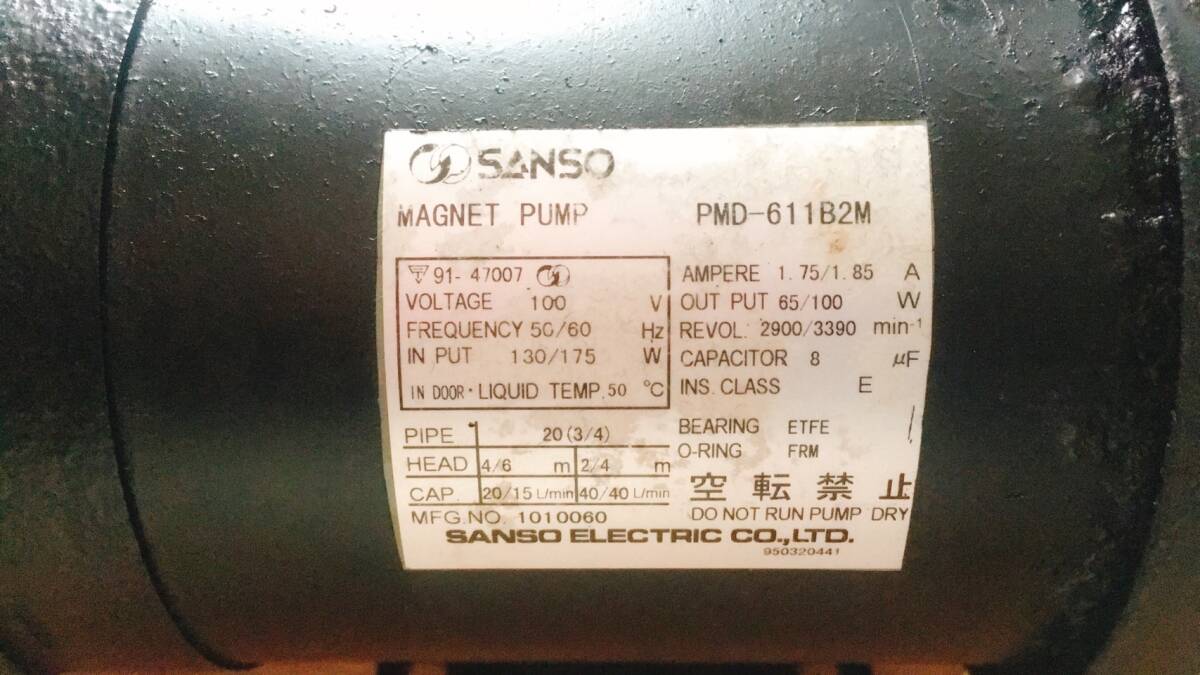 SANSO
MAGNET PUMP PMD-611B2M
91-47007
VOLTAGE 100 V
FREQUENCY 50/60 Hz
IN PUT 130/175 W
IN DOOR・LIQUID TEMP. 50 ℃
AMPERE 1.75/1.85 A
OUT PUT 65/100 W
REVOL. 2900/3390 min-1
CAPACITOR 8 μF
INS. CLASS E
PIPE 20(3/4)
HEAD 4/6 m 2/4 m
CAP. 20/15 L/min 40/40 L/min
MFG.NO. 1010060
BEARING ETFE
O-RING FRM
空転禁止
DO NOT RUN PUMP DRY
SANSO ELECTRIC CO.,LTD.
950320441